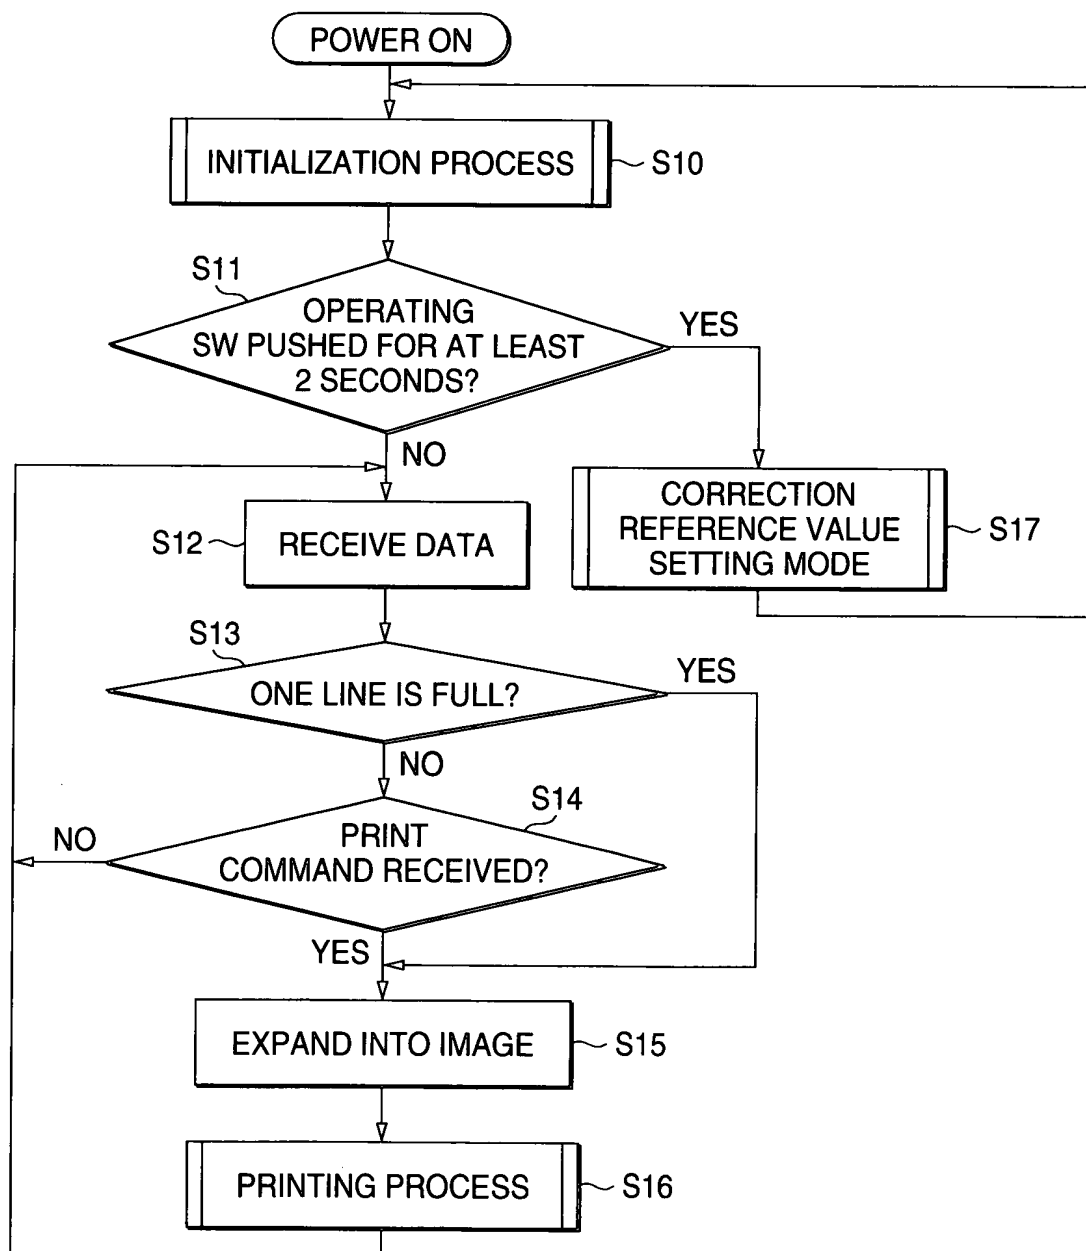 POWER ON
INITIALIZATION PROCESS
S10
S11
OPERATING
SW PUSHED FOR AT LEAST
2 SECONDS?
YES
NO
CORRECTION
REFERENCE VALUE
SETTING MODE
S17
S12
RECEIVE DATA
S13
ONE LINE IS FULL?
YES
NO
S14
PRINT
COMMAND RECEIVED?
NO
YES
EXPAND INTO IMAGE
S15
PRINTING PROCESS
S16